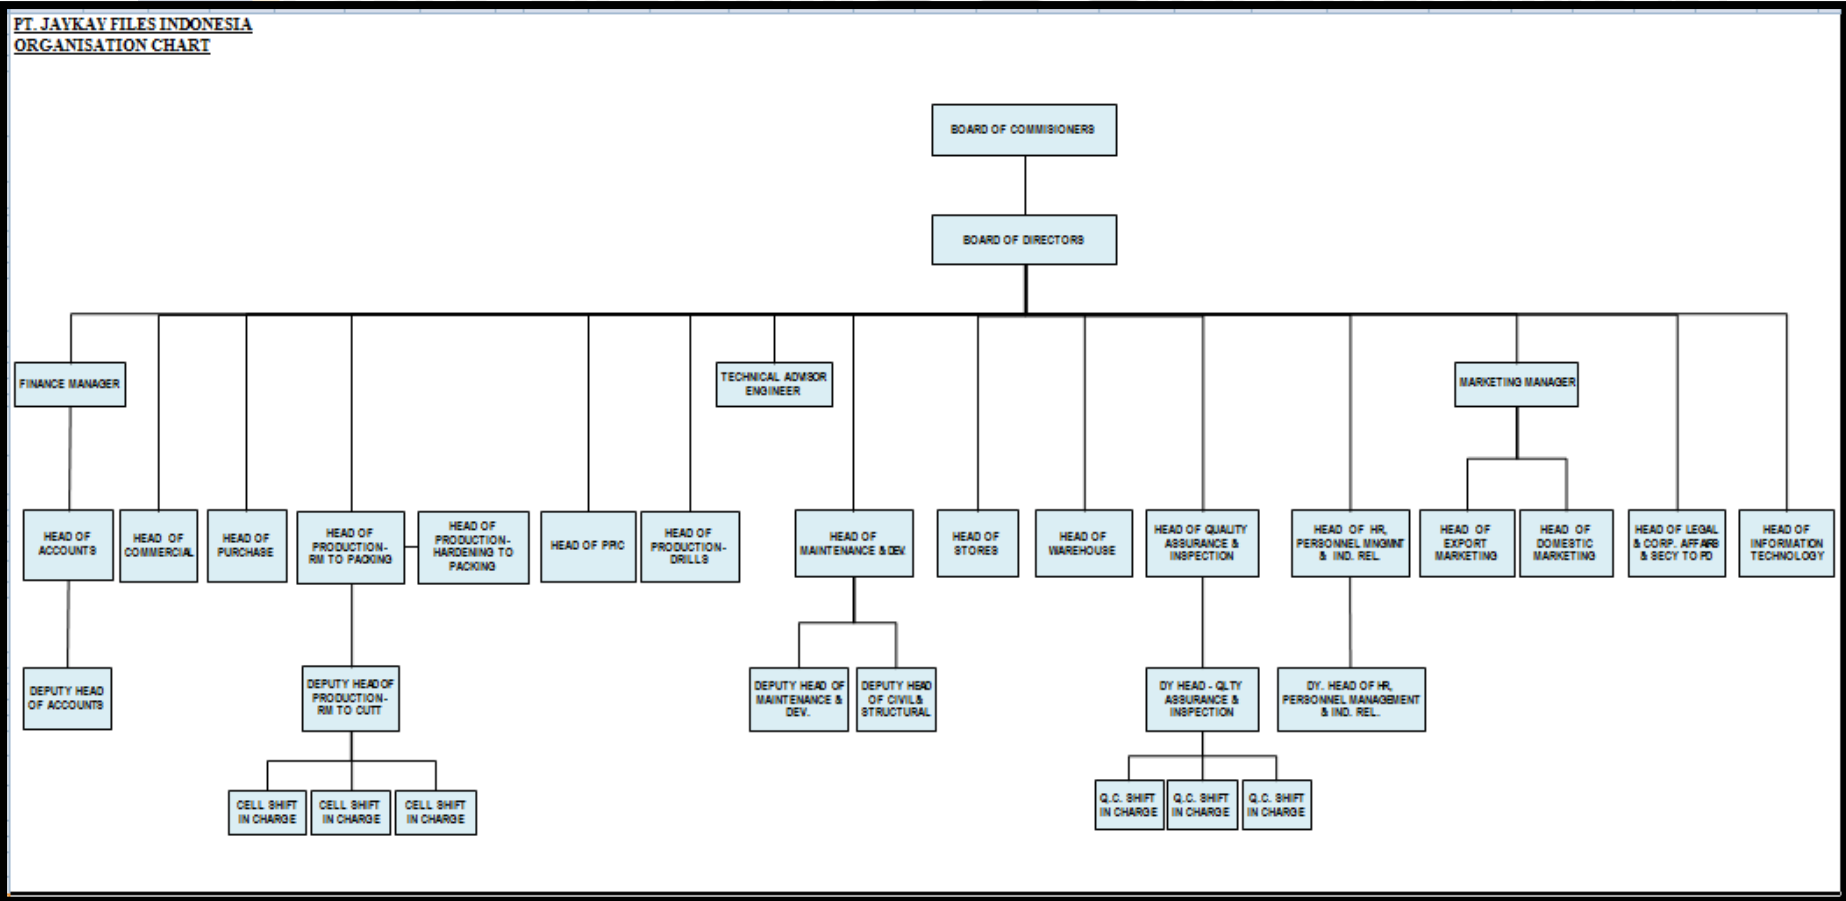 PT. JAYKAY FILES INDONESIA
ORGANISATION CHART
BOARD OF COMMISIONERS
BOARD OF DIRECTORS
FINANCE MANAGER
TECHNICAL ADVISOR
ENGINEER
MARKETING MANAGER
HEAD OF
ACCOUNTS
HEAD OF
COMMERCIAL
HEAD OF
PURCHASE
HEAD OF
PRODUCTION-
RM TO PACKING
HEAD OF
PRODUCTION-
HARDENING TO
PACKING
HEAD OF PPIC
HEAD OF
PRODUCTION-
DRILLS
HEAD OF
MAINTENANCE & DEV.
HEAD OF
STORES
HEAD OF
WAREHOUSE
HEAD OF QUALITY
ASSURANCE &
INSPECTION
HEAD OF HR,
PERSONNEL MNGMNT
& IND. REL.
HEAD OF
EXPORT
MARKETING
HEAD OF
DOMESTIC
MARKETING
HEAD OF LEGAL
& CORP. AFFARS
& SECY TO PD
HEAD OF
INFORMATION
TECHNOLOGY
DEPUTY HEAD
OF ACCOUNTS
DEPUTY HEAD OF
PRODUCTION-
RM TO CUTT
DEPUTY HEAD OF
MAINTENANCE &
DEV.
DEPUTY HEAD
OF CIVIL &
STRUCTURAL
DY HEAD - QLTY
ASSURANCE &
INSPECTION
DY. HEAD OF HR,
PERSONNEL MANAGEMENT
& IND. REL.
CELL SHIFT
IN CHARGE
CELL SHIFT
IN CHARGE
CELL SHIFT
IN CHARGE
Q.C. SHIFT
IN CHARGE
Q.C. SHIFT
IN CHARGE
Q.C. SHIFT
IN CHARGE